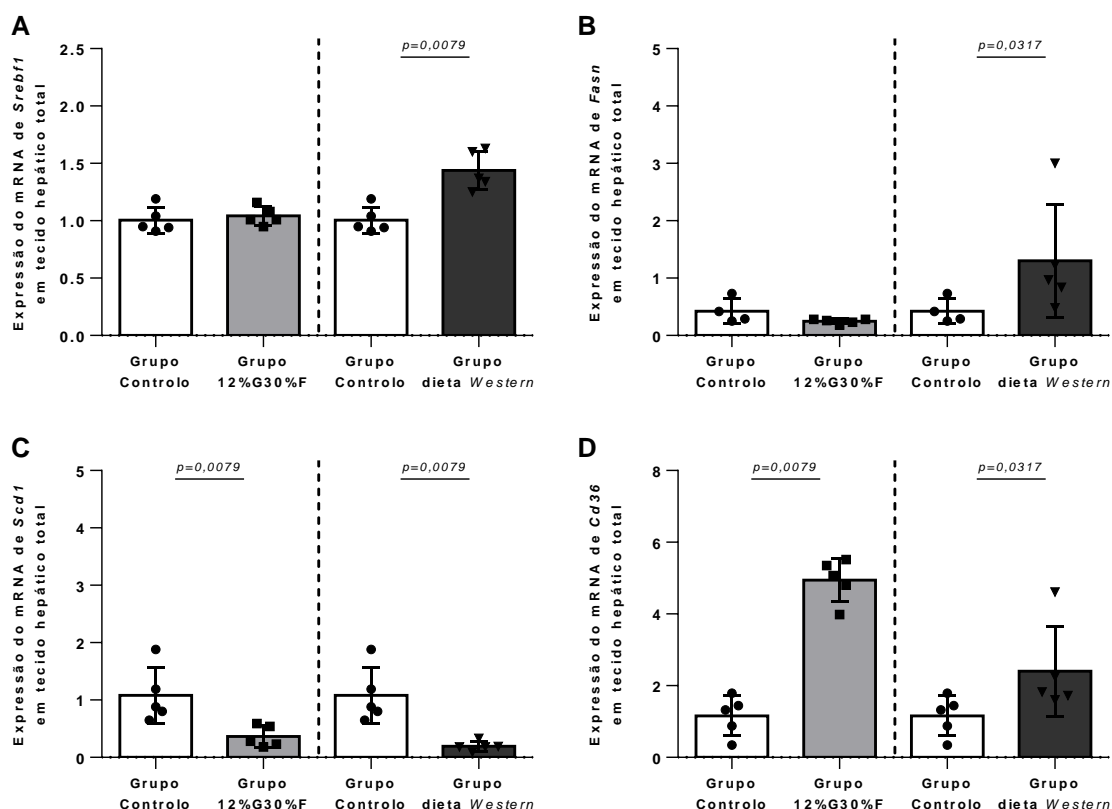 A
Expressão do mRNA de Srebf1
em tecido hepático total
2.5
2.0
1.5
1.0
0.5
0.0
p=0,0079
Grupo
Controlo
Grupo
12%G30%F
Grupo
Controlo
Grupo
dieta Western
B
Expressão do mRNA de Fasn
em tecido hepático total
5
4
3
2
1
0
p=0,0317
Grupo
Controlo
Grupo
12%G30%F
Grupo
Controlo
Grupo
dieta Western
C
Expressão do mRNA de Scd1
em tecido hepático total
5
4
3
2
1
0
p=0,0079
p=0,0079
Grupo
Controlo
Grupo
12%G30%F
Grupo
Controlo
Grupo
dieta Western
D
Expressão do mRNA de Cd36
em tecido hepático total
8
6
4
2
0
p=0,0079
p=0,0317
Grupo
Controlo
Grupo
12%G30%F
Grupo
Controlo
Grupo
dieta Western